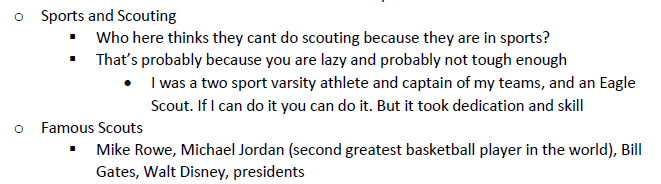 o Sports and Scouting
▪ Who here thinks they cant do scouting because they are in sports?
▪ That's probably because you are lazy and probably not tough enough
• I was a two sport varsity athlete and captain of my teams, and an Eagle
Scout. If I can do it you can do it. But it took dedication and skill
o Famous Scouts
▪ Mike Rowe, Michael Jordan (second greatest basketball player in the world), Bill
Gates, Walt Disney, presidents